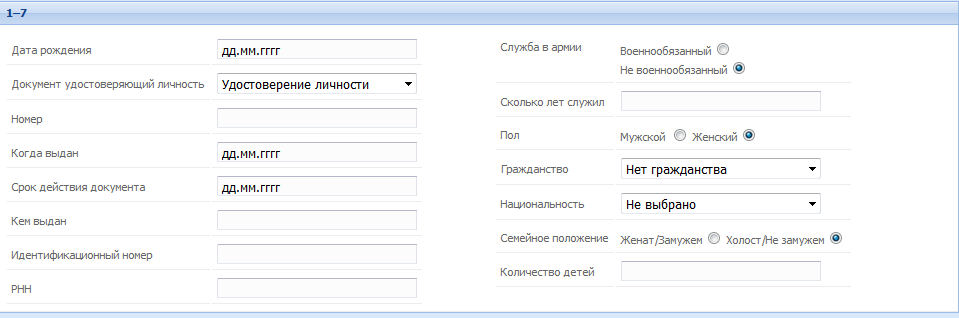 1–7
Дата рождения дд.мм.гггг
Документ удостоверяющий личность Удостоверение личности
Номер
Когда выдан дд.мм.гггг
Срок действия документа дд.мм.гггг
Кем выдан
Идентификационный номер
РНН
Служба в армии Военнообязанный
Не военнообязанный
Сколько лет служил
Пол Мужской Женский
Гражданство Нет гражданства
Национальность Не выбрано
Семейное положение Женат/Замужем Холост/Не замужем
Количество детей